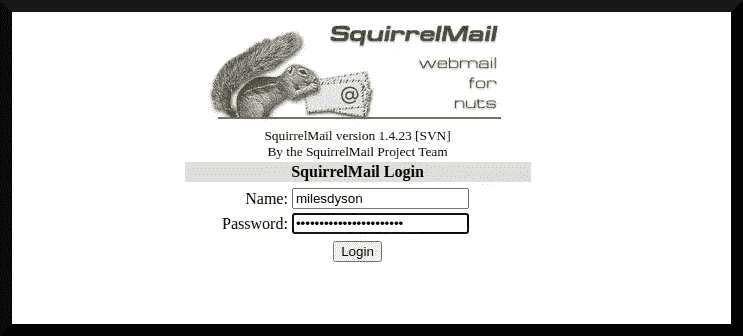 SquirrelMail
webmail
for
nuts
@
SquirrelMail version 1.4.23 [SVN]
By the SquirrelMail Project Team
SquirrelMail Login
Name: milesdyson
Password: •••••••••••••••••••••••
Login